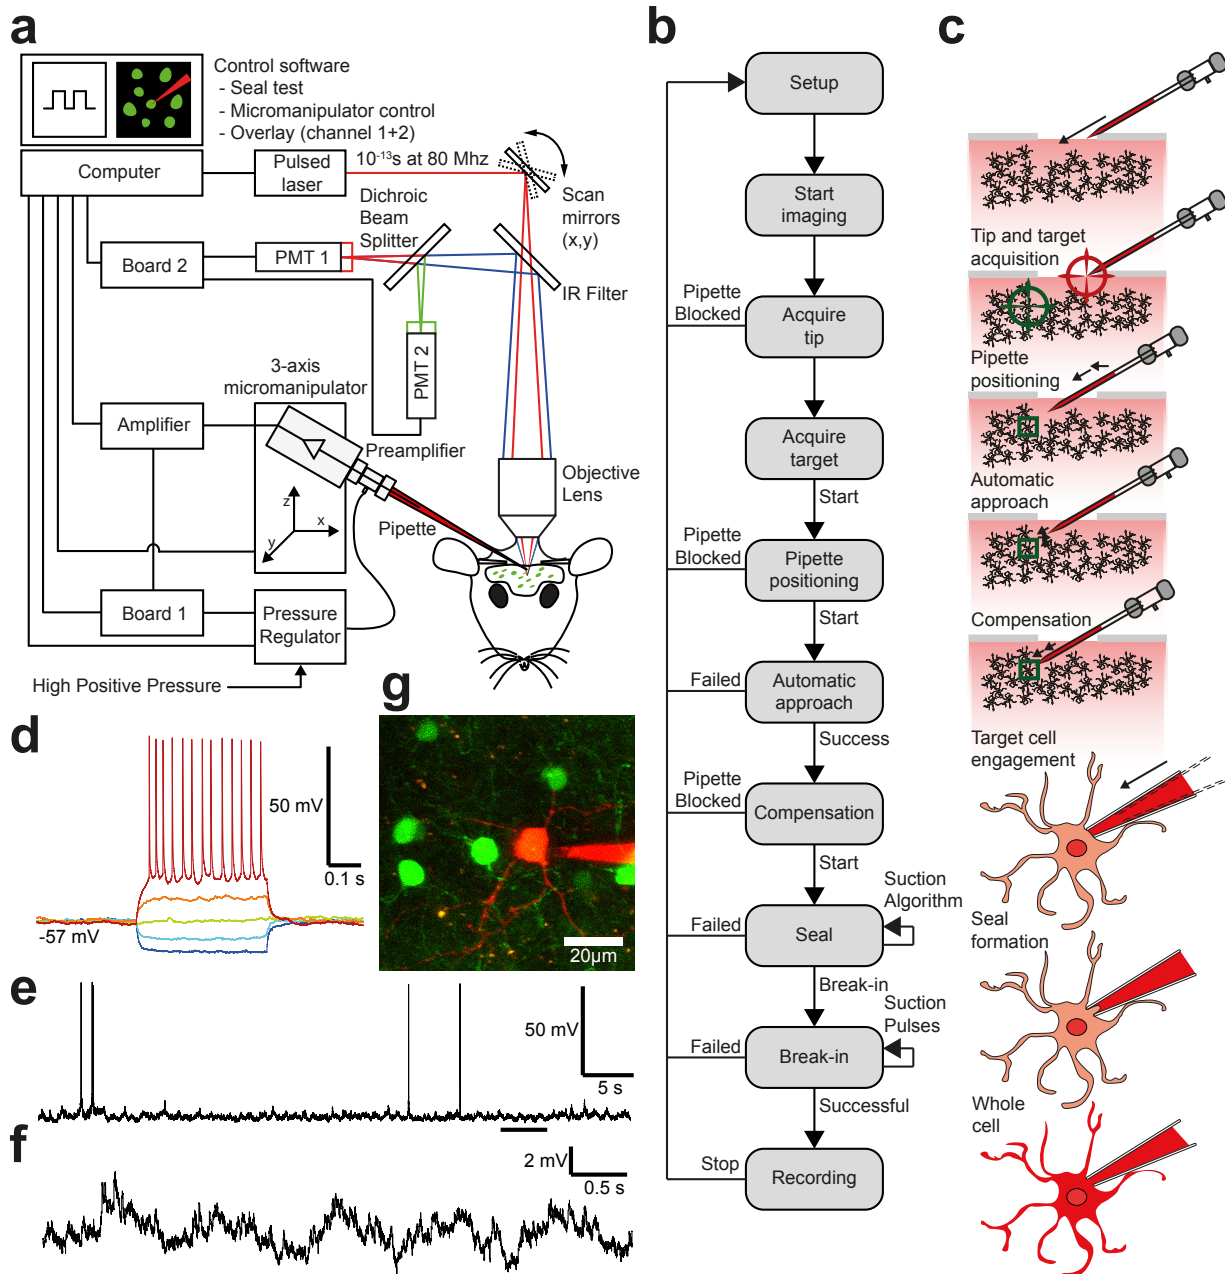 a
Control software
- Seal test
- Micromanipulator control
- Overlay (channel 1+2)
Computer
Pulsed
laser
10⁻¹³s at 80 Mhz
Scan
mirrors
(x,y)
Dichroic
Beam
Splitter
Board 2
PMT 1
IR Filter
PMT 2
3-axis
micromanipulator
Amplifier
Preamplifier
Objective
Lens
z
x
y
Pipette
Board 1
Pressure
Regulator
High Positive Pressure
b
Setup
Start
imaging
Pipette
Blocked
Acquire
tip
Acquire
target
Start
Pipette
Blocked
Pipette
positioning
Start
Failed
Automatic
approach
Success
Pipette
Blocked
Compensation
Start
Suction
Algorithm
Failed
Seal
Break-in
Suction
Pulses
Failed
Break-in
Successful
Stop
Recording
c
Tip and target
acquisition
Pipette
positioning
Automatic
approach
Compensation
Target cell
engagement
Seal
formation
Whole
cell
d
50 mV
0.1 s
-57 mV
g
20µm
e
50 mV
5 s
f
2 mV
0.5 s